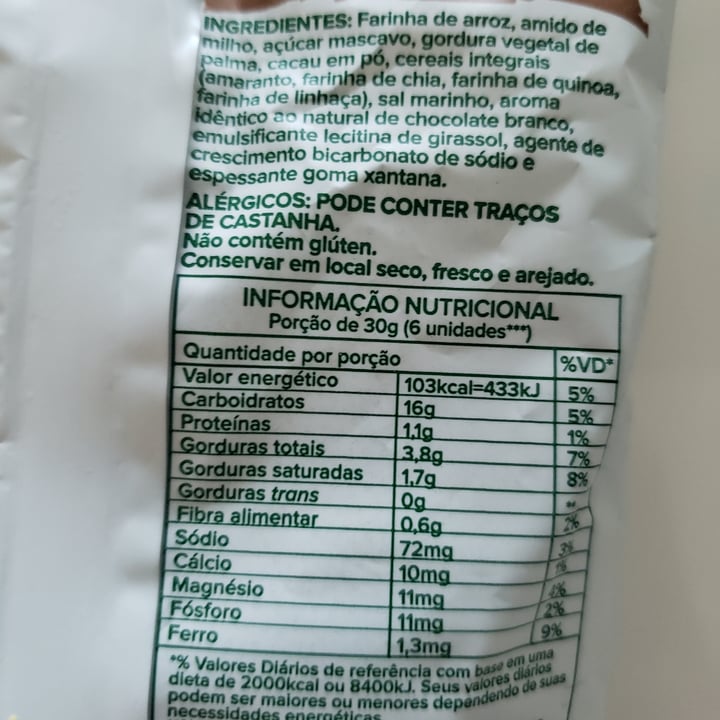 INGREDIENTES: Farinha de arroz, amido de
milho, açúcar mascavo, gordura vegetal de
palma, cacau em pó, cereais integrais
(amaranto, farinha de chia, farinha de quinoa,
farinha de linhaça), sal marinho, aroma
idêntico ao natural de chocolate branco,
emulsificante lecitina de girassol, agente de
crescimento bicarbonato de sódio e
espessante goma xantana.
ALÉRGICOS: PODE CONTER TRAÇOS
DE CASTANHA.
Não contém glúten.
Conservar em local seco, fresco e arejado.
INFORMAÇÃO NUTRICIONAL
Porção de 30g (6 unidades***)
Quantidade por porção %VD*
Valor energético 103kcal=433kJ 5%
Carboidratos 16g 5%
Proteínas 1,1g 1%
Gorduras totais 3,8g 7%
Gorduras saturadas 1,7g 8%
Gorduras trans 0g **
Fibra alimentar 0,6g 2%
Sódio 72mg 3%
Cálcio 10mg 1%
Magnésio 11mg 4%
Fósforo 11mg 2%
Ferro 1,3mg 9%
*% Valores Diários de referência com base em uma
dieta de 2000kcal ou 8400kJ. Seus valores diários
podem ser maiores ou menores dependendo de suas
necessidades energéticas